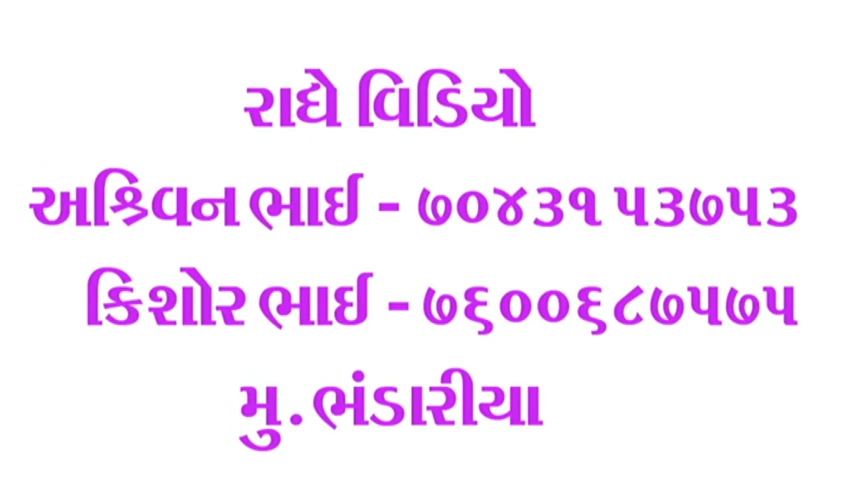 રાધે વિડિયો
અશ્ર્વિન ભાઈ - ૭૦૪૩૧ ૫૩૭૫૩
કિશોર ભાઈ - ૭૬૦૦૬૮૭૫૭૫
મુ. ભંડારીયા